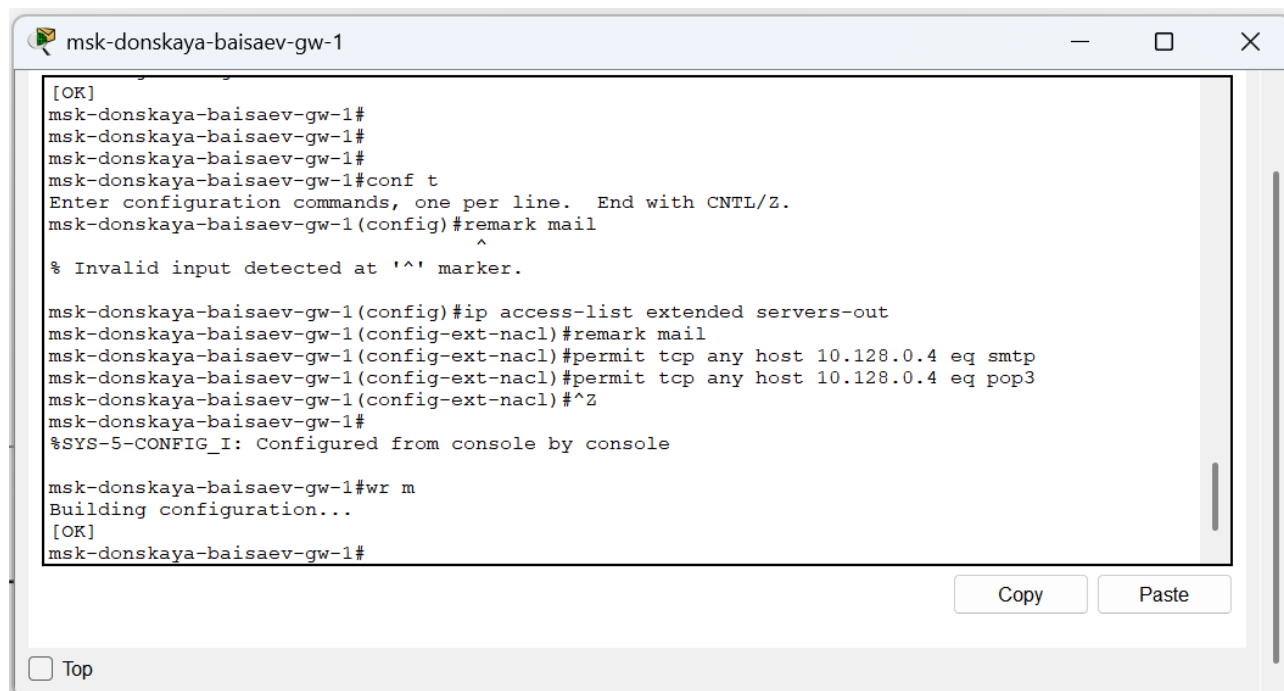 msk-donskaya-baisaev-gw-1
[OK]
msk-donskaya-baisaev-gw-1#
msk-donskaya-baisaev-gw-1#
msk-donskaya-baisaev-gw-1#
msk-donskaya-baisaev-gw-1#conf t
Enter configuration commands, one per line.  End with CNTL/Z.
msk-donskaya-baisaev-gw-1(config)#remark mail
^
% Invalid input detected at '^' marker.
msk-donskaya-baisaev-gw-1(config)#ip access-list extended servers-out
msk-donskaya-baisaev-gw-1(config-ext-nacl)#remark mail
msk-donskaya-baisaev-gw-1(config-ext-nacl)#permit tcp any host 10.128.0.4 eq smtp
msk-donskaya-baisaev-gw-1(config-ext-nacl)#permit tcp any host 10.128.0.4 eq pop3
msk-donskaya-baisaev-gw-1(config-ext-nacl)#^Z
msk-donskaya-baisaev-gw-1#
%SYS-5-CONFIG_I: Configured from console by console
msk-donskaya-baisaev-gw-1#wr m
Building configuration...
[OK]
msk-donskaya-baisaev-gw-1#
Copy Paste
Top